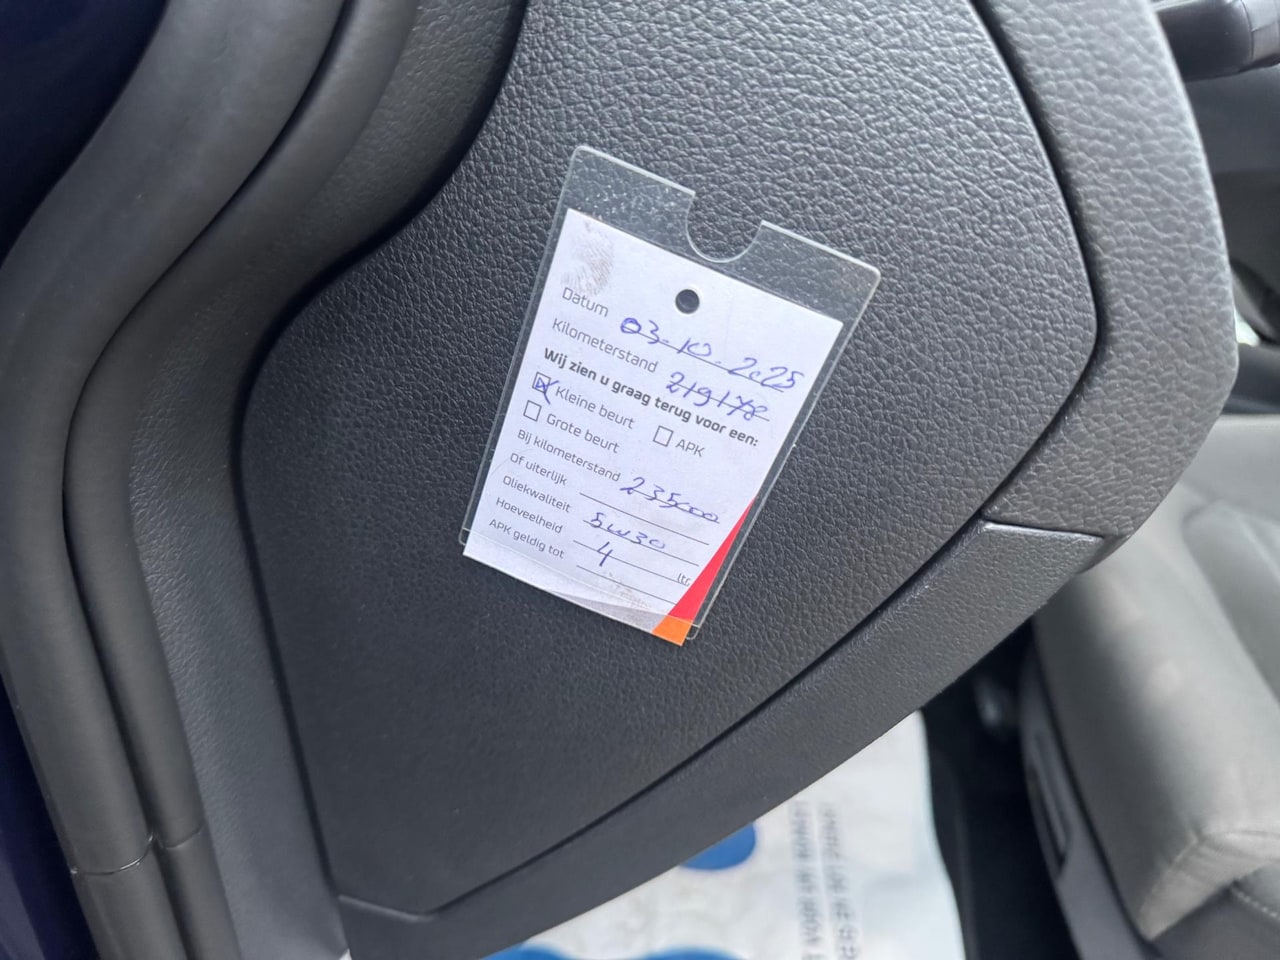 Datum 03-10-2025
Kilometerstand 219178
Wij zien u graag terug voor een:
Kleine beurt APK
Grote beurt
Bij kilometerstand 235000
Of uiterlijk
Oliekwaliteit 5w30
Hoeveelheid 4 ltr
APK geldig tot